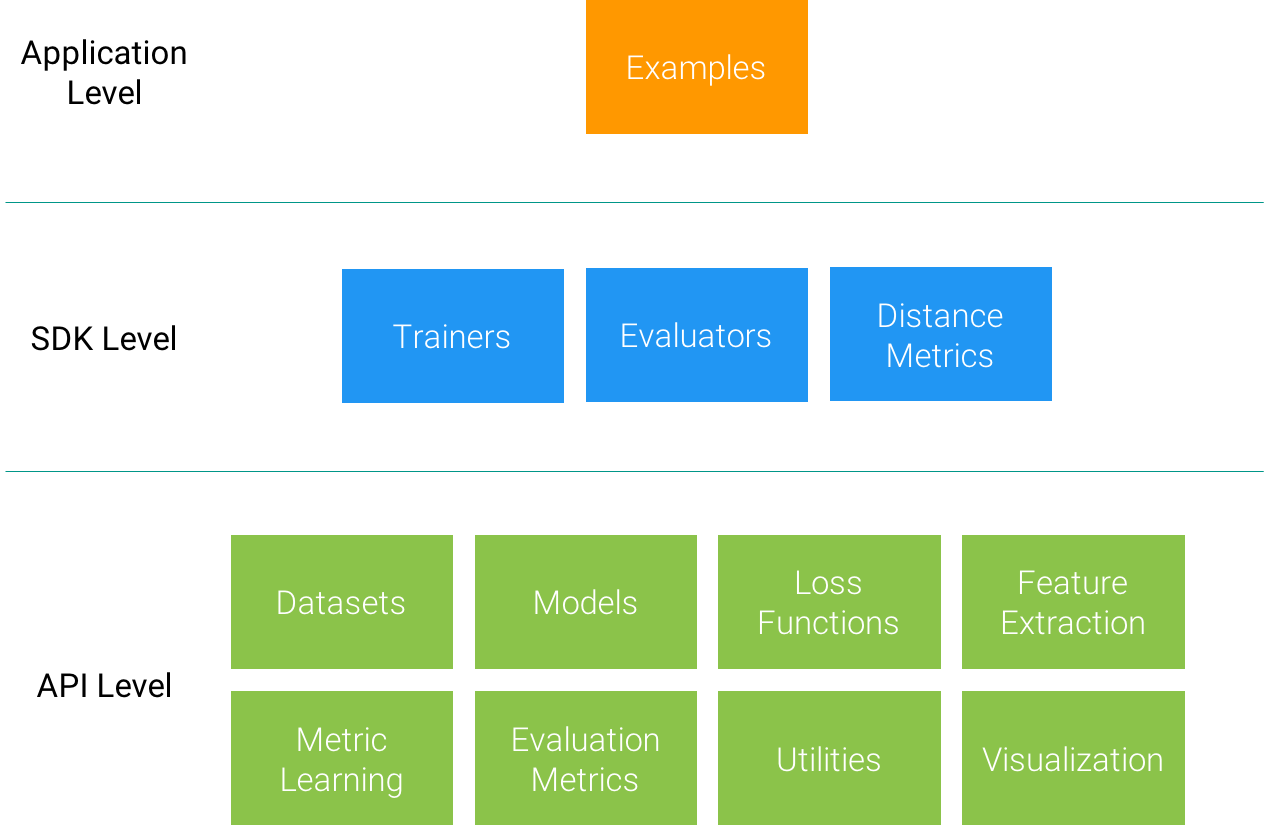 Application
Level
Examples
SDK Level
Trainers
Evaluators
Distance
Metrics
API Level
Datasets
Models
Loss
Functions
Feature
Extraction
Metric
Learning
Evaluation
Metrics
Utilities
Visualization